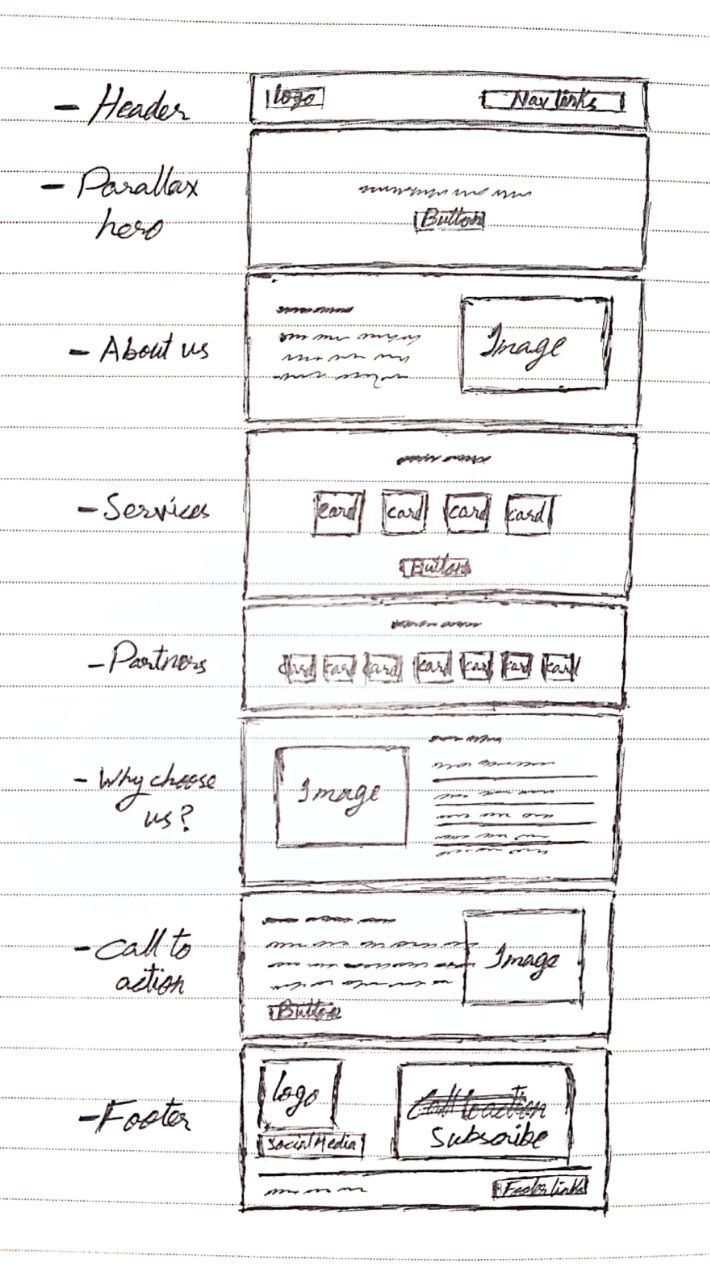 - Header
logo
Nav links
- Parallax
hero
Button
- About us
Image
- Services
card card card card
Button
- Partners
card card card card card card card
- Why choose
us?
Image
- Call to
action
Image
Button
- Footer
logo
Social Media
Call to action
Subscribe
Footer links